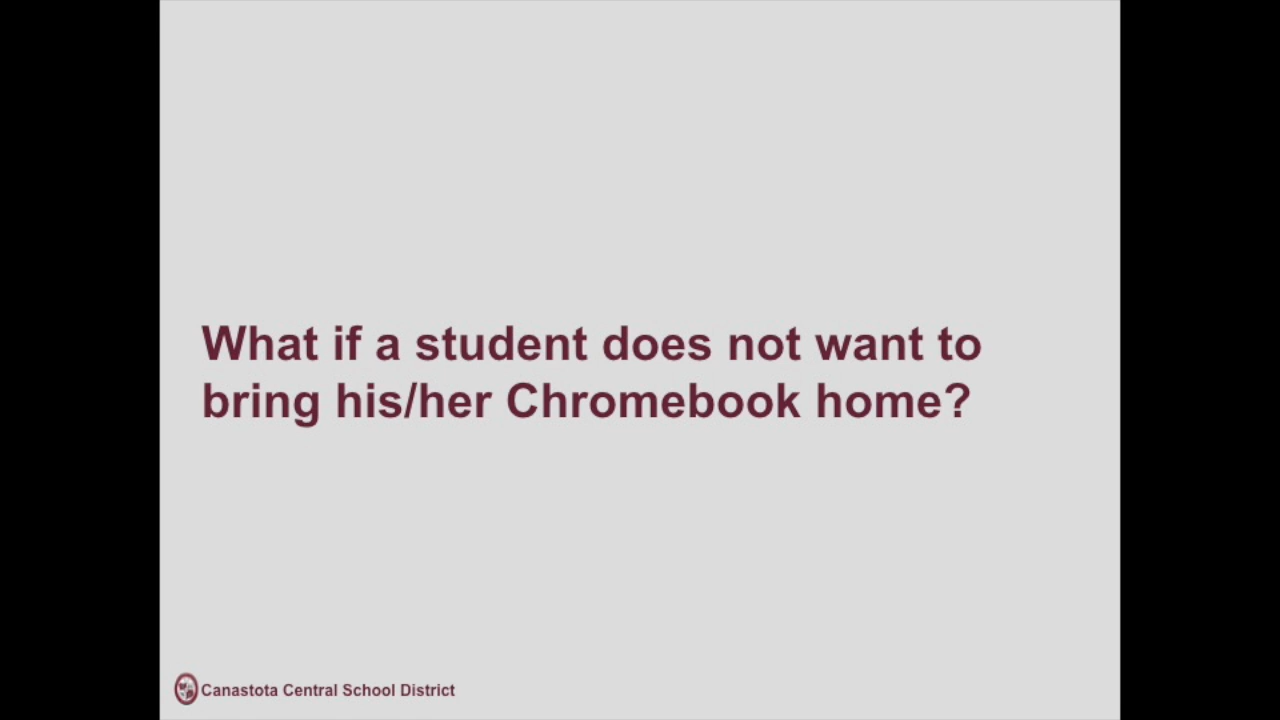 What if a student does not want to
bring his/her Chromebook home?
Canastota Central School District